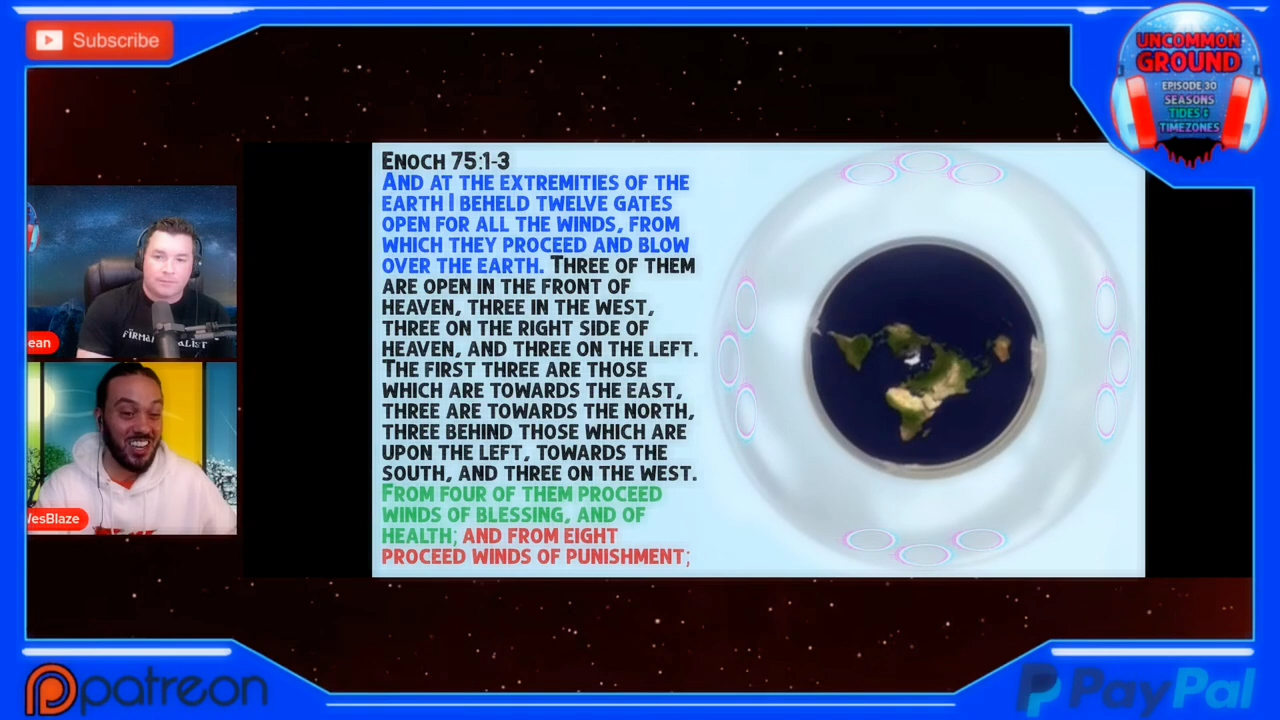 Subscribe
UNCOMMON
GROUND
EPISODE 30
SEASONS
TIDES &
TIMEZONES
ENOCH 75:1-3
AND AT THE EXTREMITIES OF THE
EARTH I BEHELD TWELVE GATES
OPEN FOR ALL THE WINDS, FROM
WHICH THEY PROCEED AND BLOW
OVER THE EARTH. THREE OF THEM
ARE OPEN IN THE FRONT OF
HEAVEN, THREE IN THE WEST,
THREE ON THE RIGHT SIDE OF
HEAVEN, AND THREE ON THE LEFT.
THE FIRST THREE ARE THOSE
WHICH ARE TOWARDS THE EAST,
THREE ARE TOWARDS THE NORTH,
THREE BEHIND THOSE WHICH ARE
UPON THE LEFT, TOWARDS THE
SOUTH, AND THREE ON THE WEST.
FROM FOUR OF THEM PROCEED
WINDS OF BLESSING, AND OF
HEALTH; AND FROM EIGHT
PROCEED WINDS OF PUNISHMENT;
ean
WesBlaze
patreon
PayPal